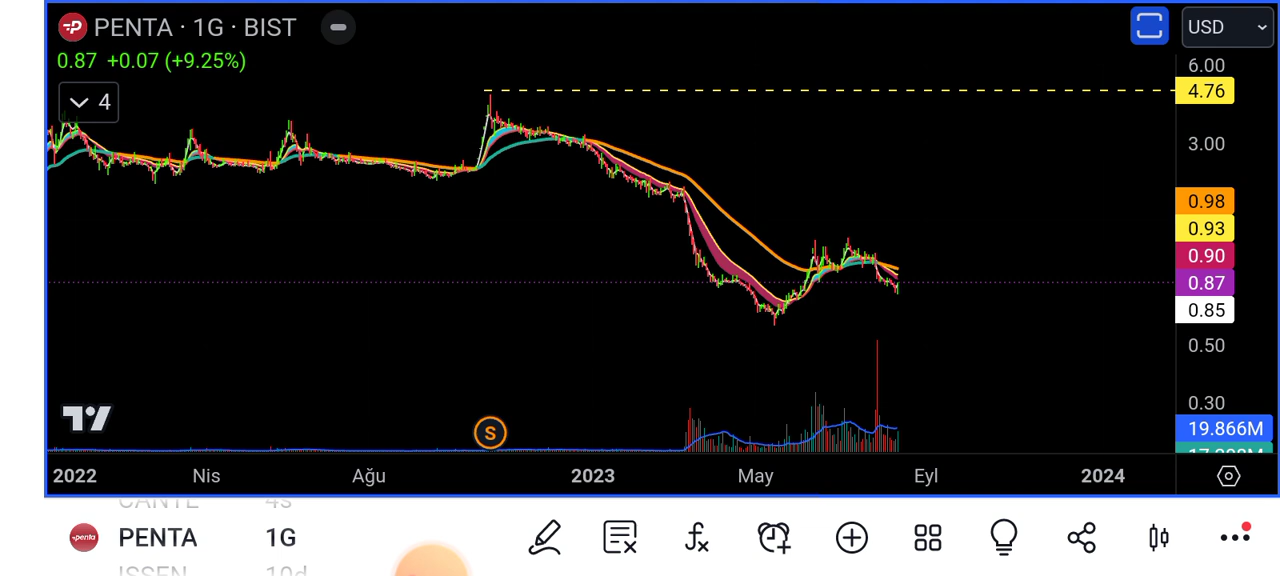 PENTA · 1G · BIST
USD
0.87 +0.07 (+9.25%)
4
6.00
4.76
3.00
0.98
0.93
0.90
0.87
0.85
0.50
0.30
S
19.866M
2022 Nis Ağu 2023 May Eyl 2024
penta PENTA 1G